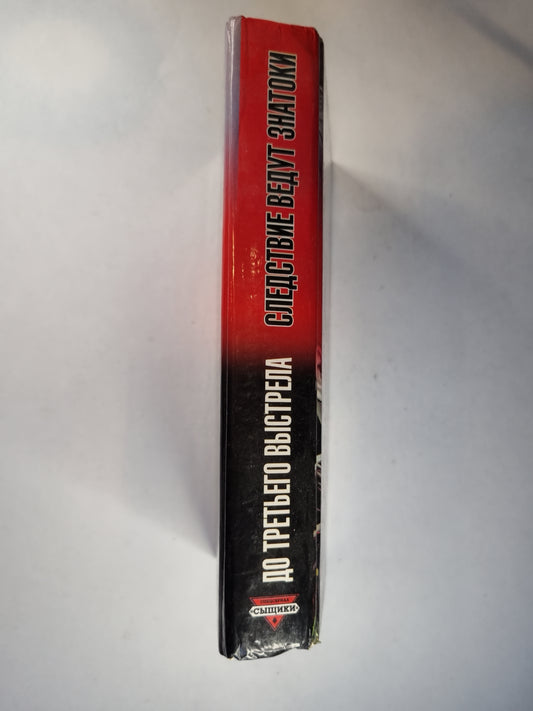 ДО ТРЕТЬЕГО ВЫСТРЕЛА
СЛЕДСТВИЕ ВЕДУТ ЗНАТОКИ
СЫЩИКИ